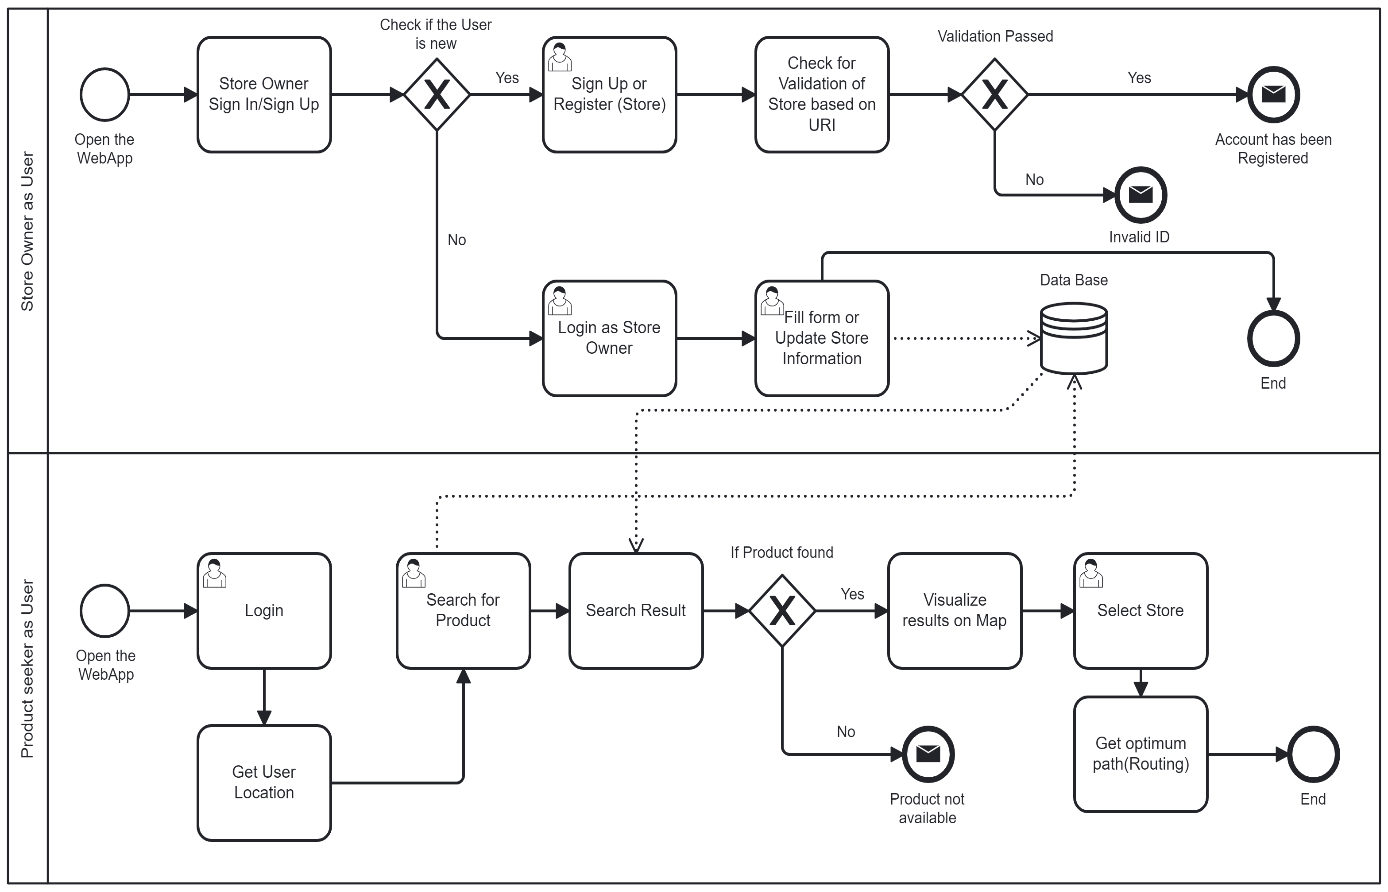 Store Owner as User
Open the
WebApp
Store Owner
Sign In/Sign Up
Check if the User
is new
Yes
No
Sign Up or
Register (Store)
Check for
Validation of
Store based on
URI
Validation Passed
Yes
Account has been
Registered
No
Invalid ID
Login as Store
Owner
Fill form or
Update Store
Information
Data Base
End
Product seeker as User
Open the
WebApp
Login
Get User
Location
Search for
Product
Search Result
If Product found
Yes
No
Product not
available
Visualize
results on Map
Select Store
Get optimum
path(Routing)
End